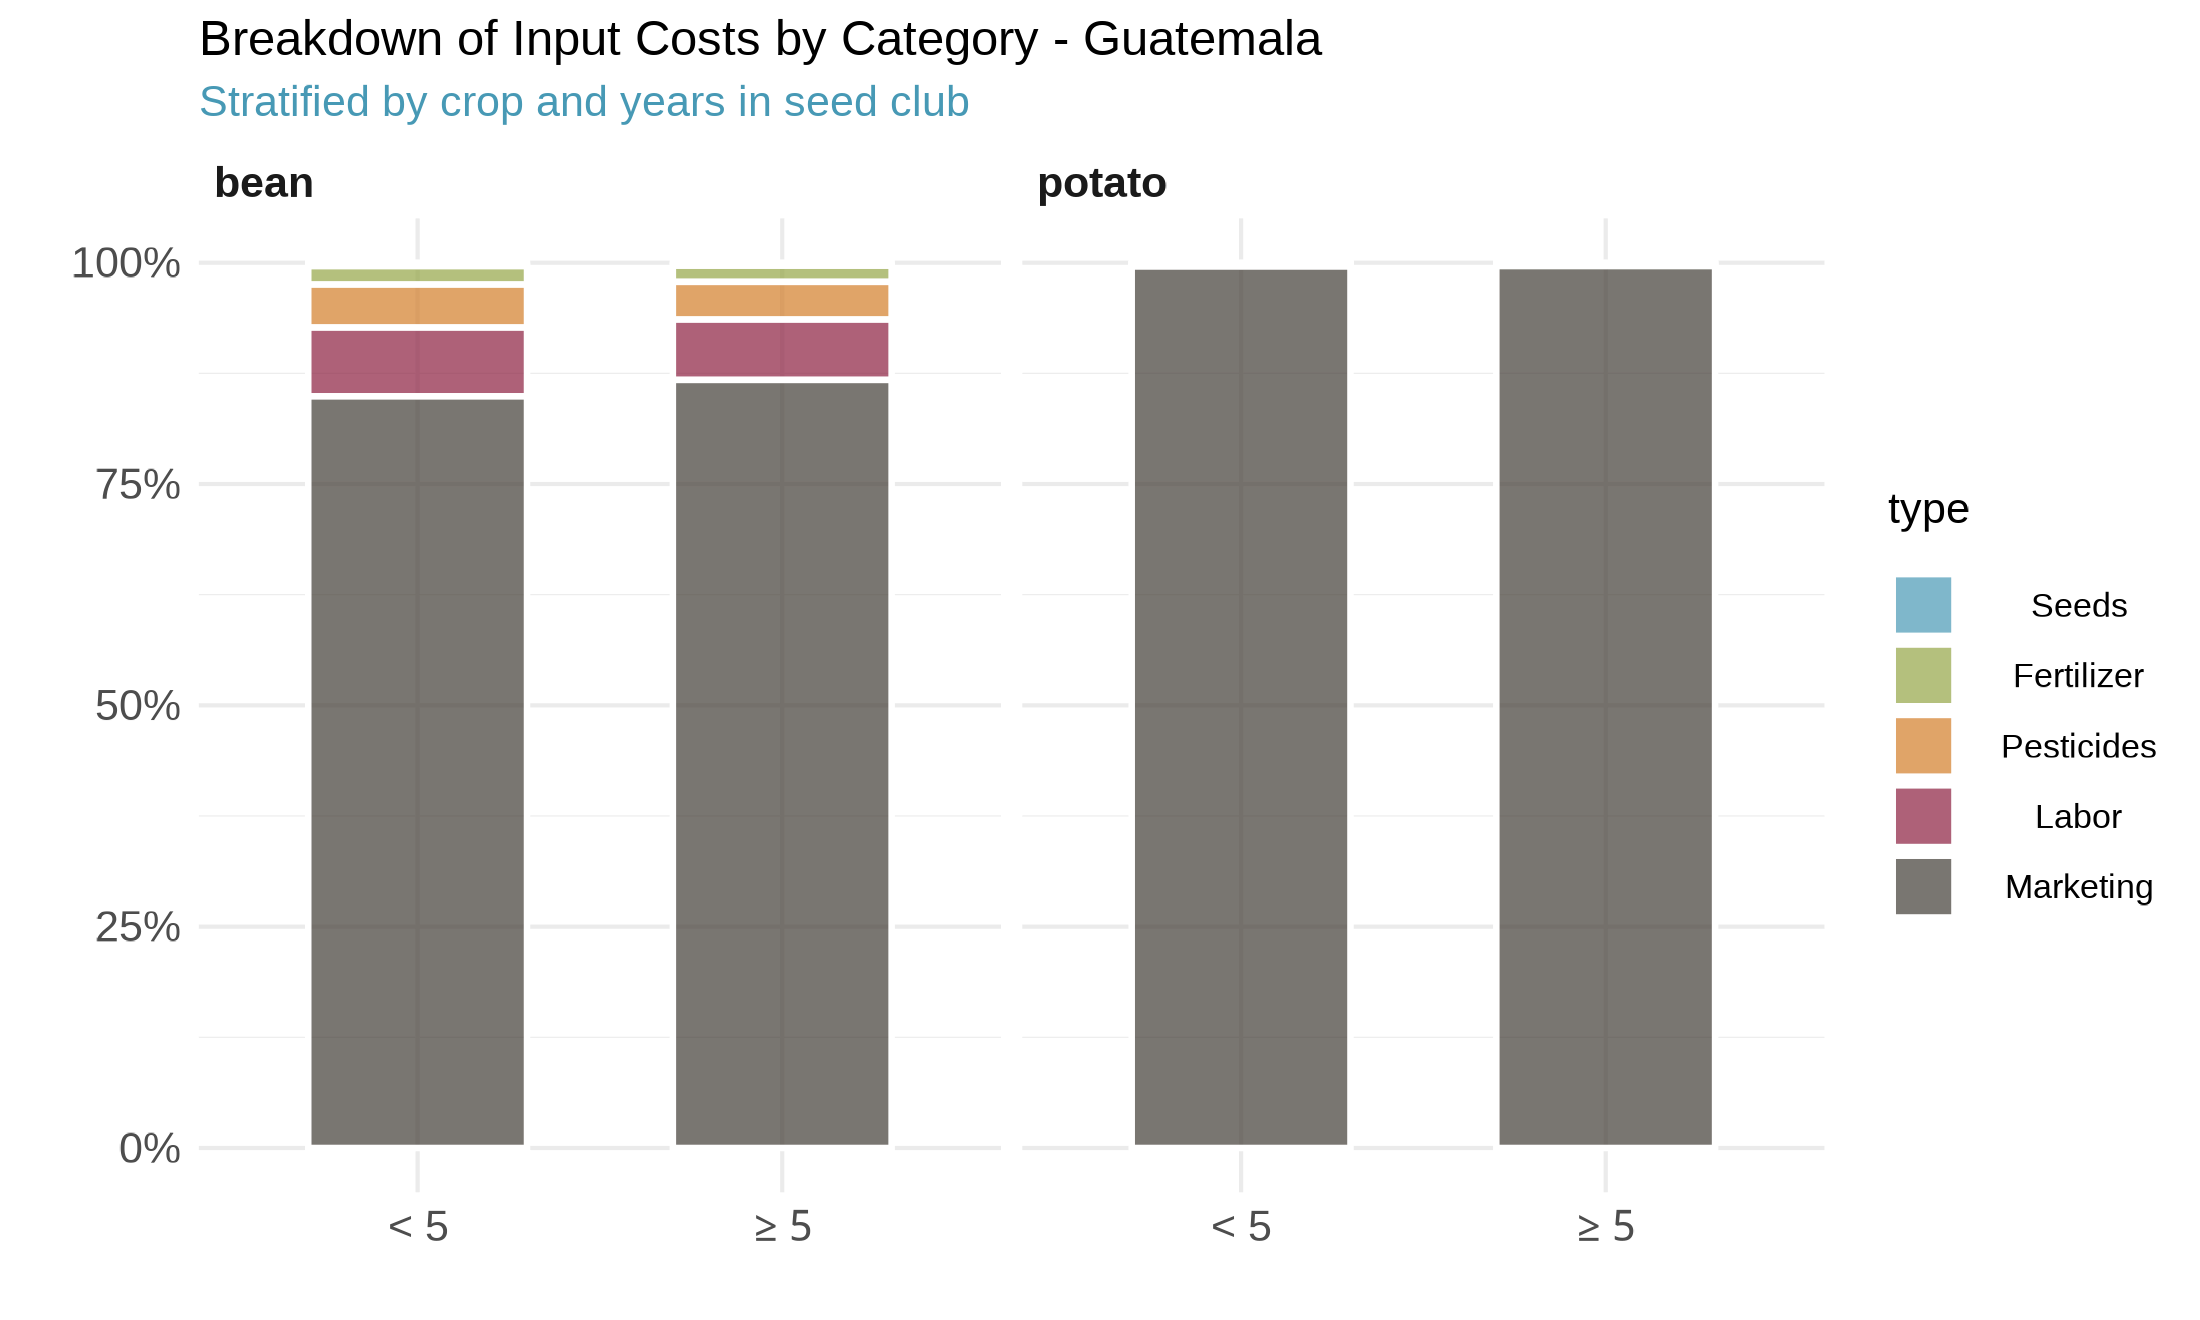 Breakdown of Input Costs by Category - Guatemala
Stratified by crop and years in seed club
bean
potato
100%
75%
50%
25%
0%
< 5
≥ 5
< 5
≥ 5
type
Seeds
Fertilizer
Pesticides
Labor
Marketing